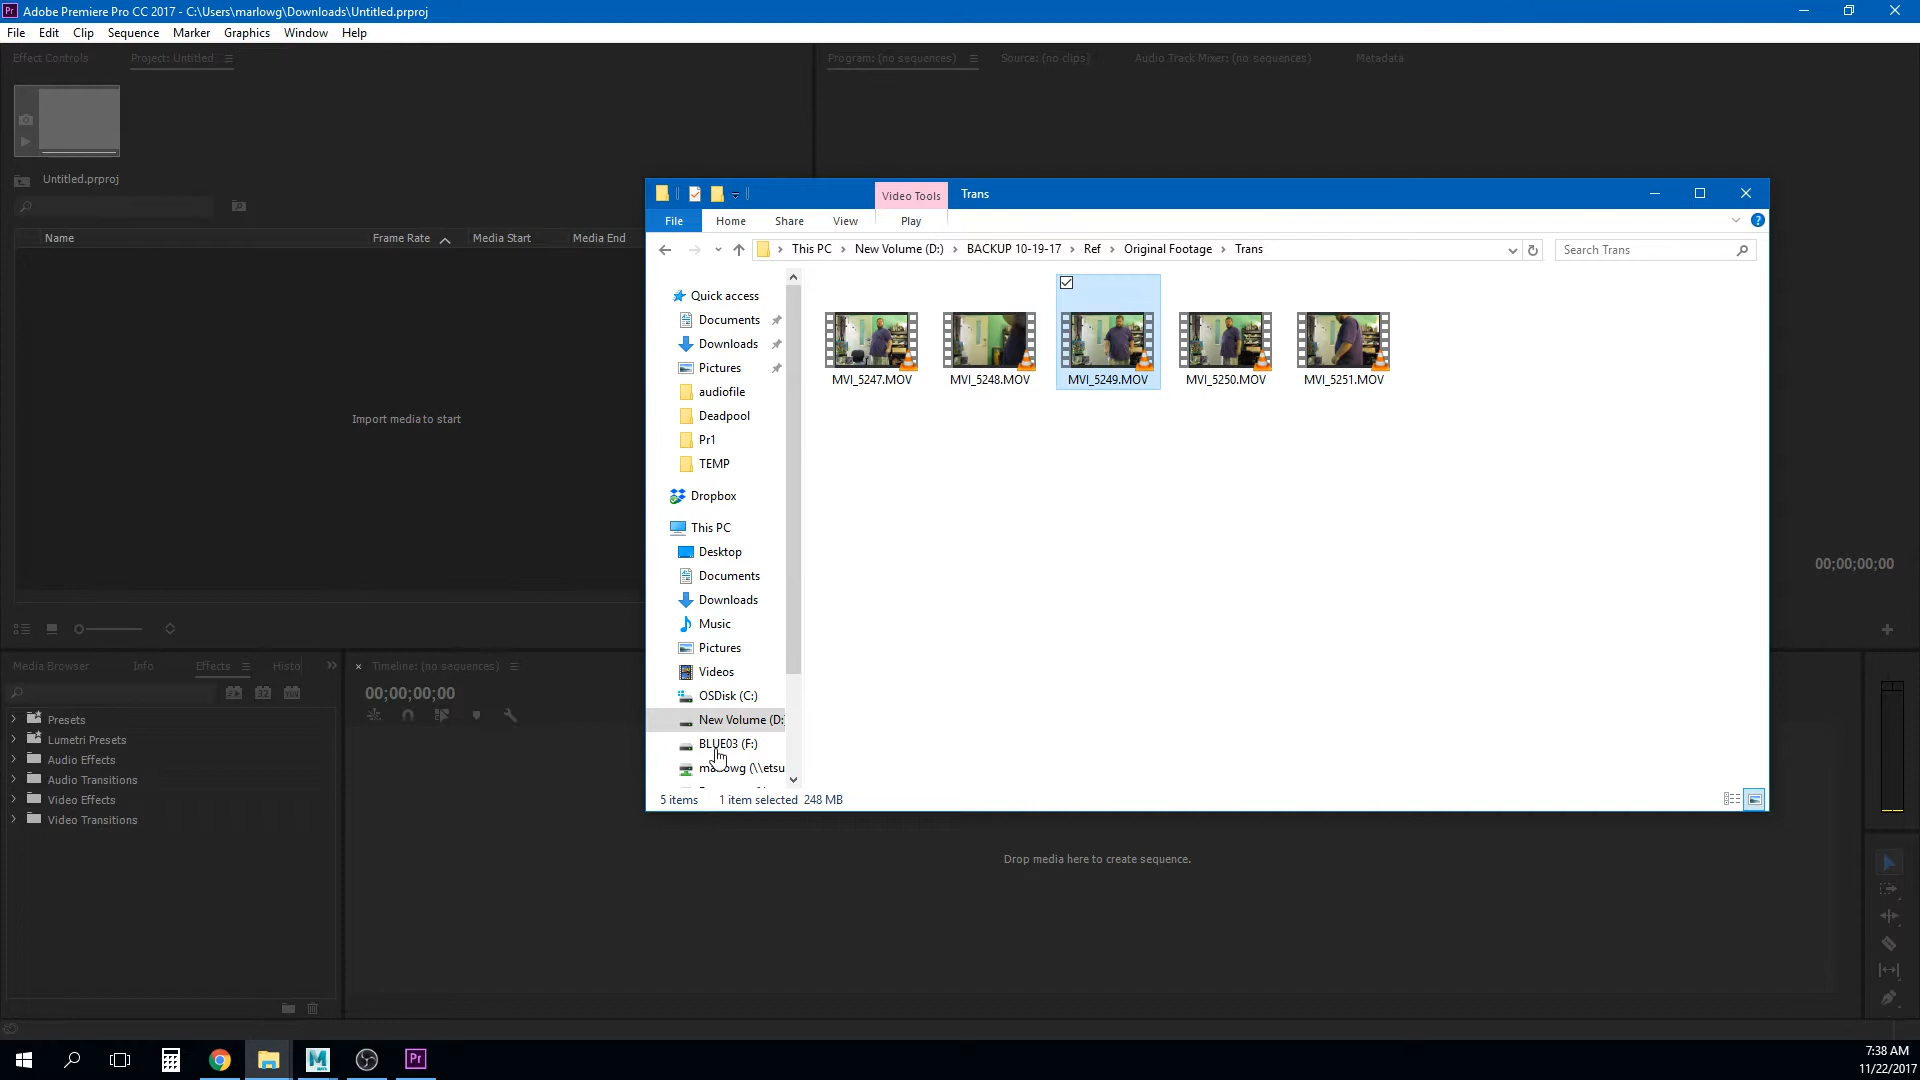 Pr Adobe Premiere Pro CC 2017 - C:\Users\marlowg\Downloads\Untitled.prproj
File Edit Clip Sequence Marker Graphics Window Help
Effect Controls Project: Untitled
Program: (no sequences) Source: (no clips) Audio Track Mixer: (no sequences) Metadata
Untitled.prproj
Name Frame Rate Media Start Media End
Import media to start
Video Tools Trans
File Home Share View Play
This PC New Volume (D:) BACKUP 10-19-17 Ref Original Footage Trans
Search Trans
Quick access
Documents
Downloads
Pictures
audiofile
Deadpool
Pr1
TEMP
Dropbox
This PC
Desktop
Documents
Downloads
Music
Pictures
Videos
OSDisk (C:)
New Volume (D:
BLUE03 (F:)
(\\etsu
MVI_5247.MOV MVI_5248.MOV MVI_5249.MOV MVI_5250.MOV MVI_5251.MOV
5 items 1 item selected 248 MB
00;00;00;00
Media Browser Info Effects Histo
Presets
Lumetri Presets
Audio Effects
Audio Transitions
Video Effects
Video Transitions
Timeline: (no sequences)
00;00;00;00
Drop media here to create sequence.
M Pr
7:38 AM
11/22/2017